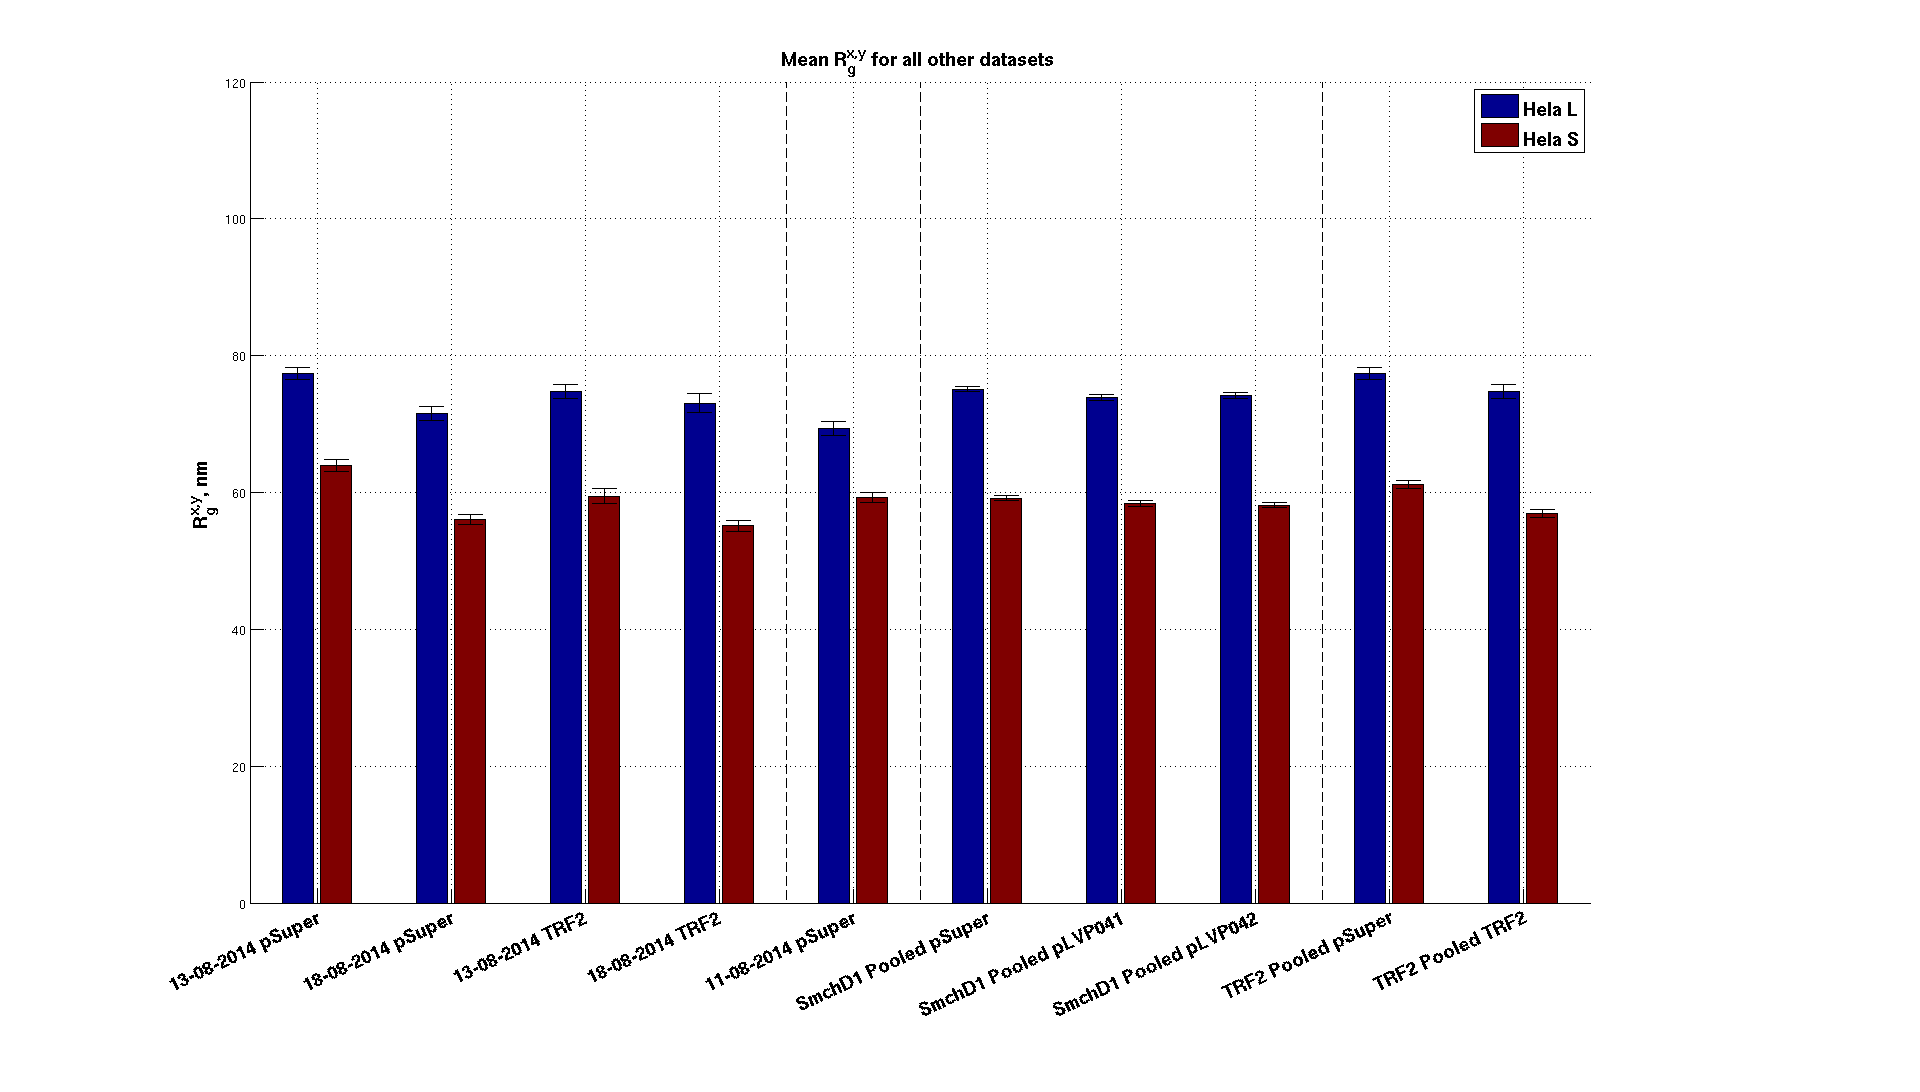 Mean R_g^x,y for all other datasets
120
100
80
60
40
20
0
R_g^x,y, nm
Hela L
Hela S
13-08-2014 pSuper
18-08-2014 pSuper
13-08-2014 TRF2
18-08-2014 TRF2
11-08-2014 pSuper
SmchD1 Pooled pSuper
SmchD1 Pooled pLVP041
SmchD1 Pooled pLVP042
TRF2 Pooled pSuper
TRF2 Pooled TRF2